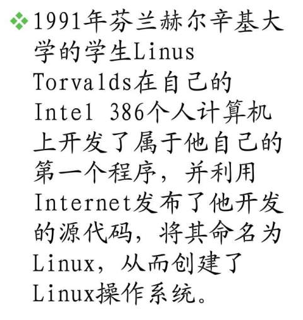 1991年芬兰赫尔辛基大
学的学生Linus
Torvalds在自己的
Intel 386个人计算机
上开发了属于他自己的
第一个程序，并利用
Internet发布了他开发
的源代码，将其命名为
Linux，从而创建了
Linux操作系统。